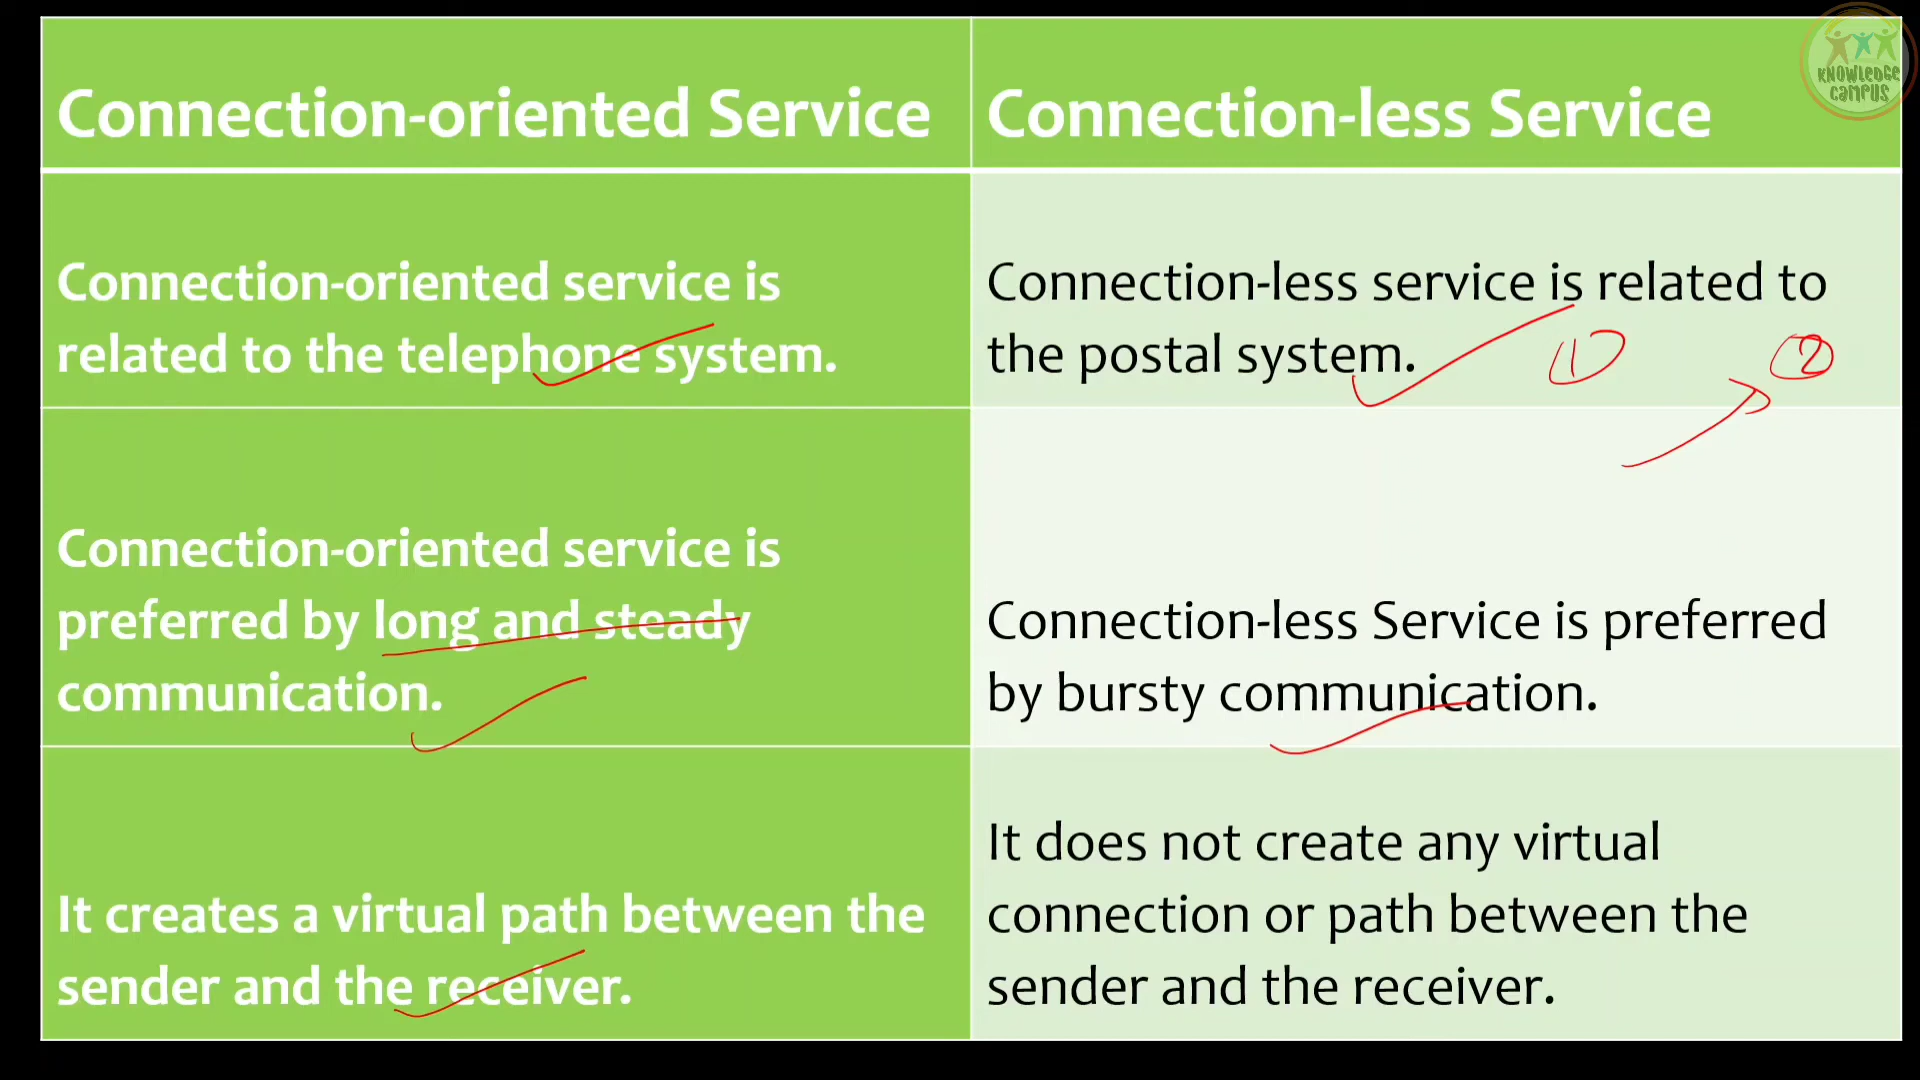 Connection-oriented Service
Connection-less Service
KNOWLEDGE
CAMPUS
Connection-oriented service is
related to the telephone system.
Connection-less service is related to
the postal system.
1
2
Connection-oriented service is
preferred by long and steady
communication.
Connection-less Service is preferred
by bursty communication.
It creates a virtual path between the
sender and the receiver.
It does not create any virtual
connection or path between the
sender and the receiver.